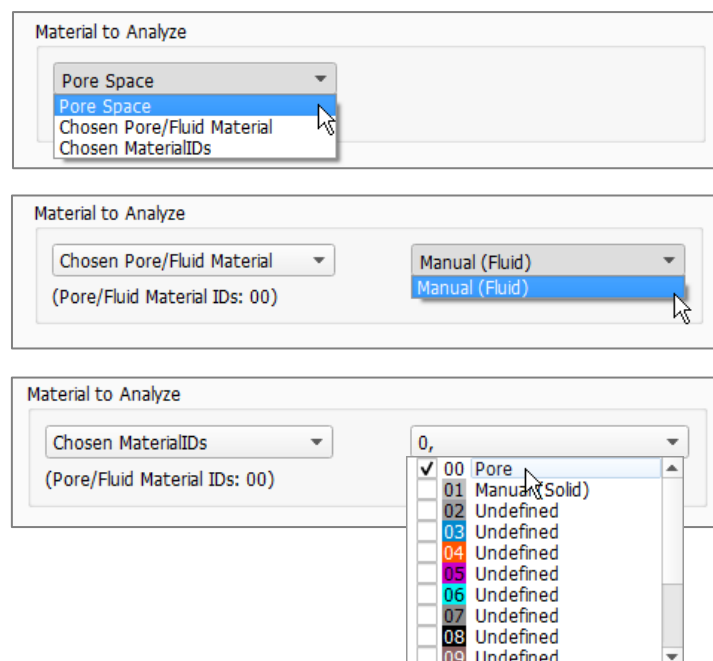 Material to Analyze
Pore Space
Pore Space
Chosen Pore/Fluid Material
Chosen MaterialIDs
Material to Analyze
Chosen Pore/Fluid Material Manual (Fluid)
(Pore/Fluid Material IDs: 00) Manual (Fluid)
Material to Analyze
Chosen MaterialIDs 0,
(Pore/Fluid Material IDs: 00)
00 Pore
01 Manual (Solid)
02 Undefined
03 Undefined
04 Undefined
05 Undefined
06 Undefined
07 Undefined
08 Undefined
09 Undefined